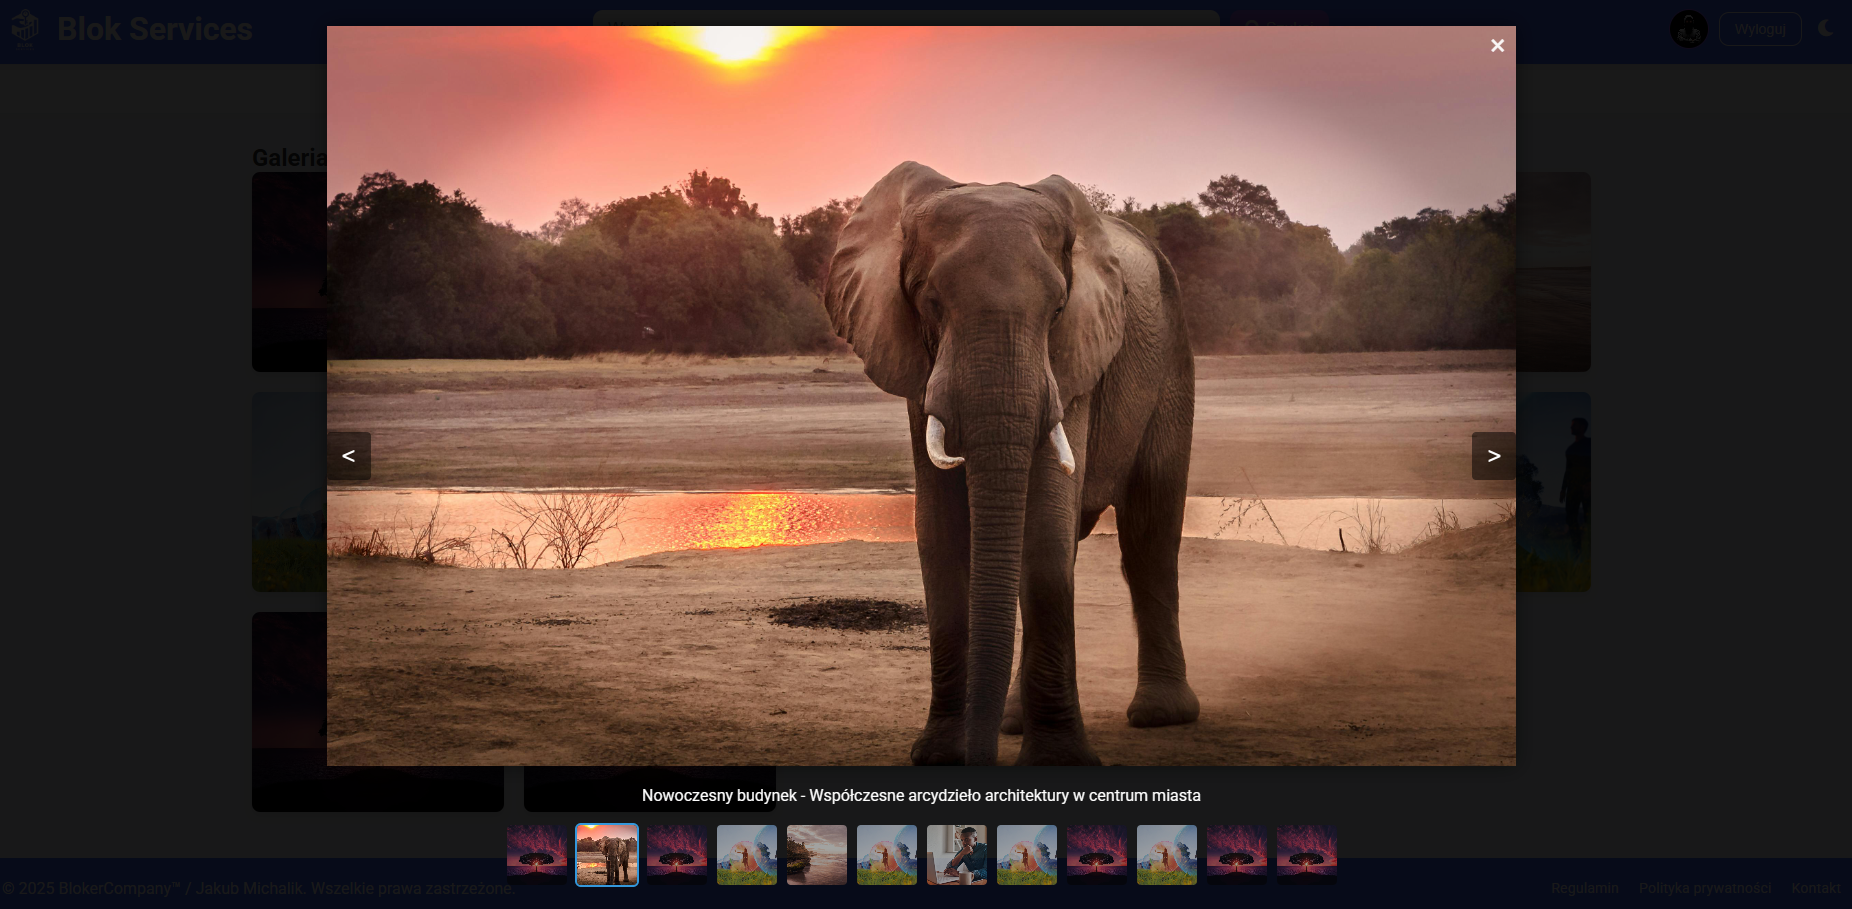 Blok Services
Wyloguj
×
Galeria
<
>
Nowoczesny budynek - Współczesne arcydzieło architektury w centrum miasta
© 2025 BlokerCompany™ / Jakub Michalik. Wszelkie prawa zastrzeżone.
Regulamin Polityka prywatności Kontakt